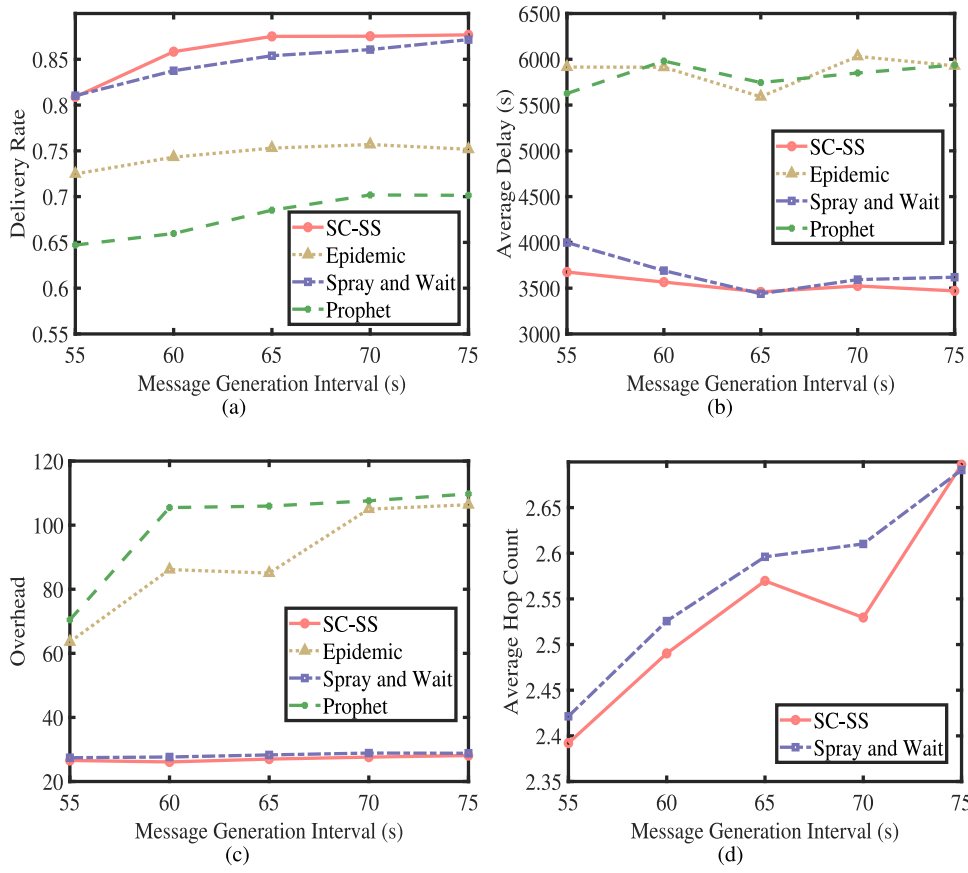 0.85
0.8
0.75
0.7
0.65
0.6
0.55
Delivery Rate
SC-SS
Epidemic
Spray and Wait
Prophet
55 60 65 70 75
Message Generation Interval (s)
(a)
6500
6000
5500
5000
4500
4000
3500
3000
Average Delay (s)
SC-SS
Epidemic
Spray and Wait
Prophet
55 60 65 70 75
Message Generation Interval (s)
(b)
120
100
80
60
40
20
Overhead
SC-SS
Epidemic
Spray and Wait
Prophet
55 60 65 70 75
Message Generation Interval (s)
(c)
2.65
2.6
2.55
2.5
2.45
2.4
2.35
Average Hop Count
SC-SS
Spray and Wait
55 60 65 70 75
Message Generation Interval (s)
(d)